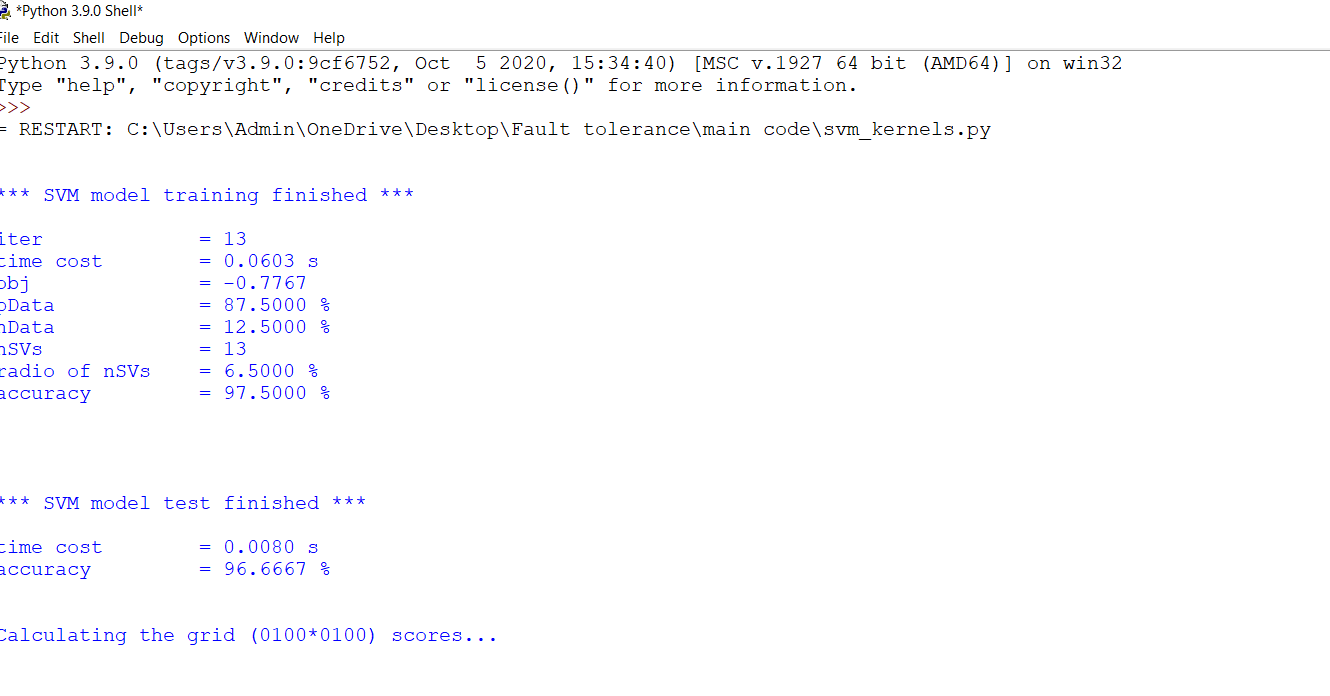 *Python 3.9.0 Shell*
File Edit Shell Debug Options Window Help
Python 3.9.0 (tags/v3.9.0:9cf6752, Oct  5 2020, 15:34:40) [MSC v.1927 64 bit (AMD64)] on win32
Type "help", "copyright", "credits" or "license()" for more information.
>>>
= RESTART: C:\Users\Admin\OneDrive\Desktop\Fault tolerance\main code\svm_kernels.py
*** SVM model training finished ***
iter = 13
time cost = 0.0603 s
obj = -0.7767
pData = 87.5000 %
nData = 12.5000 %
nSVs = 13
radio of nSVs = 6.5000 %
accuracy = 97.5000 %
*** SVM model test finished ***
time cost = 0.0080 s
accuracy = 96.6667 %
Calculating the grid (0100*0100) scores...